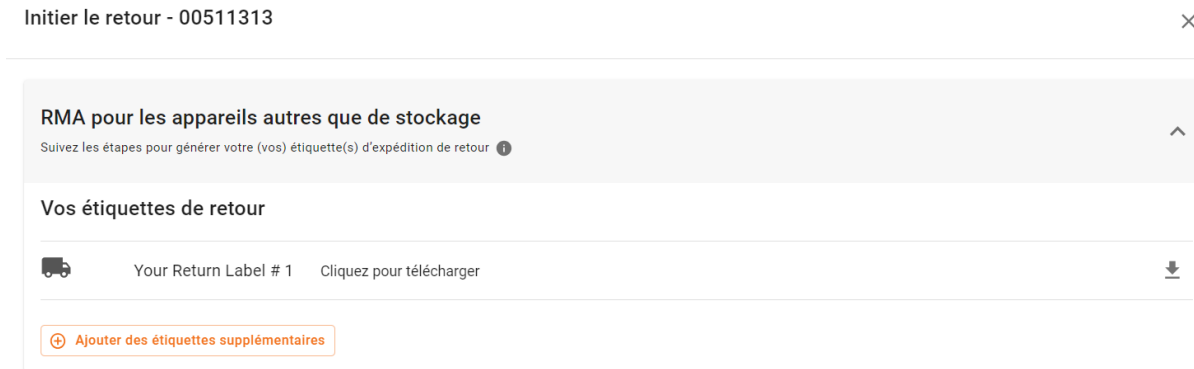 Initier le retour - 00511313
RMA pour les appareils autres que de stockage
Suivez les étapes pour générer votre (vos) étiquette(s) d'expédition de retour
Vos étiquettes de retour
Your Return Label # 1 Cliquez pour télécharger
Ajouter des étiquettes supplémentaires